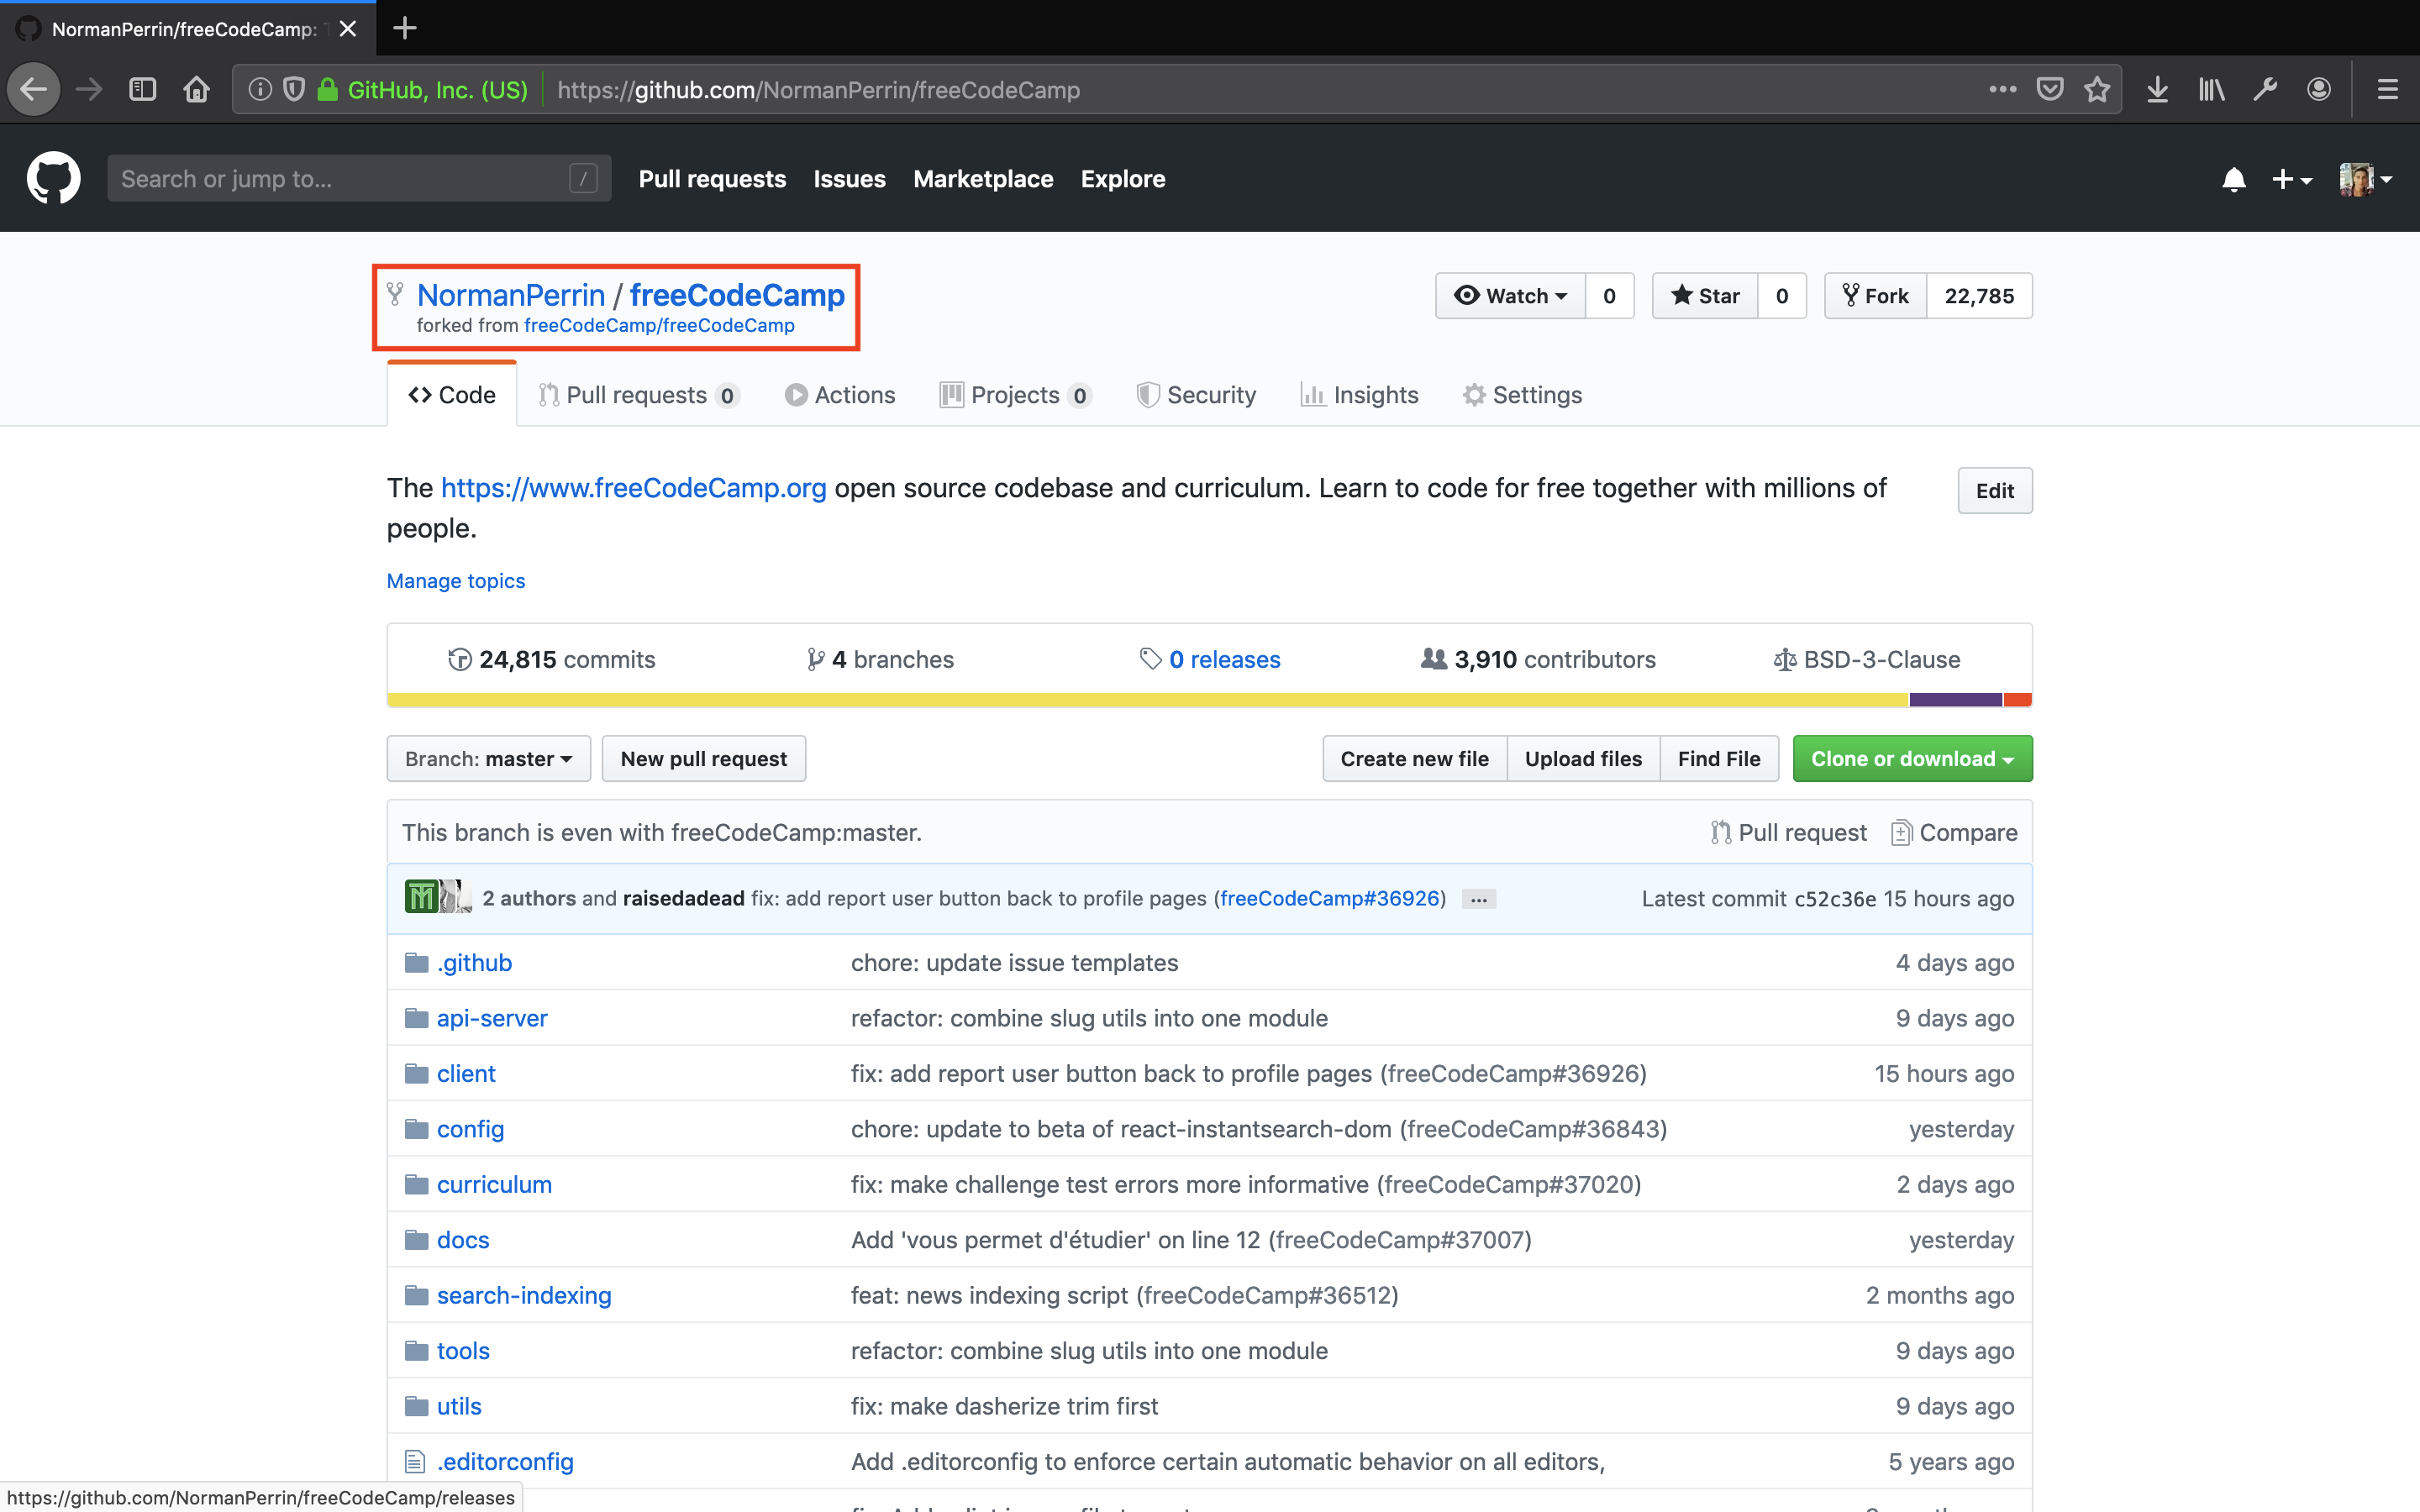 NormanPerrin/freeCodeCamp:
GitHub, Inc. (US) https://github.com/NormanPerrin/freeCodeCamp
Search or jump to... / Pull requests Issues Marketplace Explore
NormanPerrin / freeCodeCamp
forked from freeCodeCamp/freeCodeCamp
Watch 0 Star 0 Fork 22,785
Code Pull requests 0 Actions Projects 0 Security Insights Settings
The https://www.freeCodeCamp.org open source codebase and curriculum. Learn to code for free together with millions of
people.
Edit
Manage topics
24,815 commits 4 branches 0 releases 3,910 contributors BSD-3-Clause
Branch: master New pull request Create new file Upload files Find File Clone or download
This branch is even with freeCodeCamp:master. Pull request Compare
2 authors and raisedadead fix: add report user button back to profile pages (freeCodeCamp#36926) ... Latest commit c52c36e 15 hours ago
.github chore: update issue templates 4 days ago
api-server refactor: combine slug utils into one module 9 days ago
client fix: add report user button back to profile pages (freeCodeCamp#36926) 15 hours ago
config chore: update to beta of react-instantsearch-dom (freeCodeCamp#36843) yesterday
curriculum fix: make challenge test errors more informative (freeCodeCamp#37020) 2 days ago
docs Add 'vous permet d'étudier' on line 12 (freeCodeCamp#37007) yesterday
search-indexing feat: news indexing script (freeCodeCamp#36512) 2 months ago
tools refactor: combine slug utils into one module 9 days ago
utils fix: make dasherize trim first 9 days ago
.editorconfig Add .editorconfig to enforce certain automatic behavior on all editors, 5 years ago
https://github.com/NormanPerrin/freeCodeCamp/releases